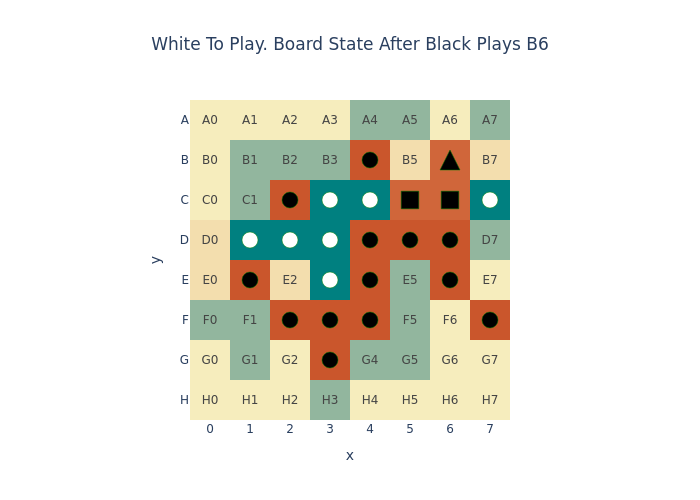 White To Play. Board State After Black Plays B6
A A0 A1 A2 A3 A4 A5 A6 A7
B B0 B1 B2 B3 B5 B7
C C0 C1
D D0 D7
E E0 E2 E5 E7
F F0 F1 F5 F6
G G0 G1 G2 G4 G5 G6 G7
H H0 H1 H2 H3 H4 H5 H6 H7
0 1 2 3 4 5 6 7
x
y